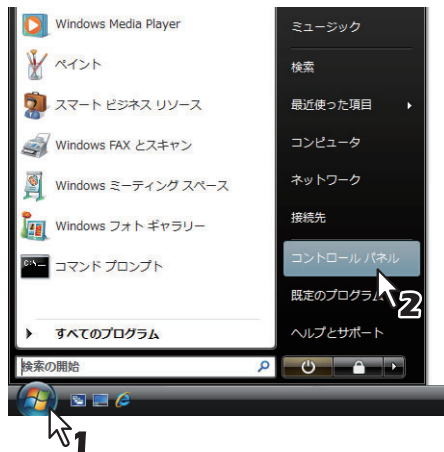 Windows Media Player
ペイント
スマート ビジネス リソース
Windows FAX とスキャン
Windows ミーティング スペース
Windows フォト ギャラリー
C:\_
コマンド プロンプト
すべてのプログラム
検索の開始
ミュージック
検索
最近使った項目
コンピュータ
ネットワーク
接続先
コントロール パネル
既定のプログラム
ヘルプとサポート
2
1